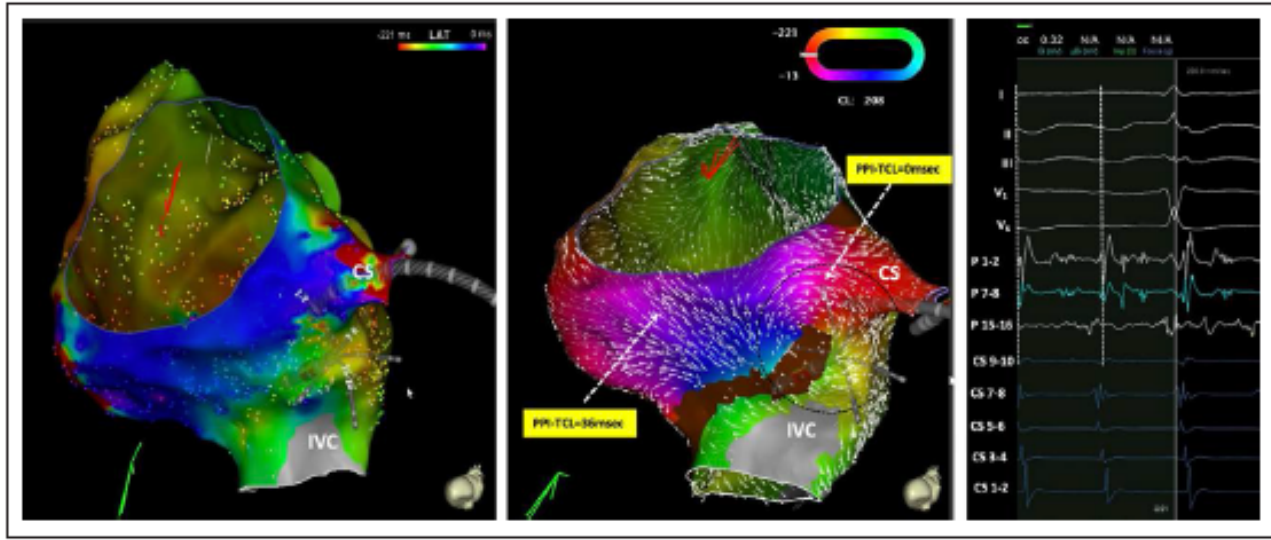 -221 ms LAT 0 ms
CS
IVC
-221
-13
CL: 208
PPI-TCL=0msec
CS
PPI-TCL=36msec
IVC
0.32 N/A N/A N/A
I
II
III
V1
V6
P 1-2
P 7-8
P 15-16
CS 9-10
CS 7-8
CS 5-6
CS 3-4
CS 1-2